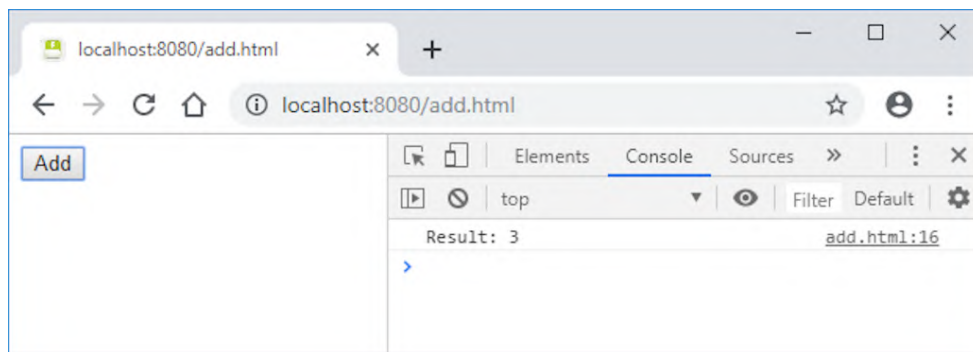 localhost:8080/add.html
localhost:8080/add.html
Add
Elements Console Sources »
top Filter Default
Result: 3 add.html:16
>